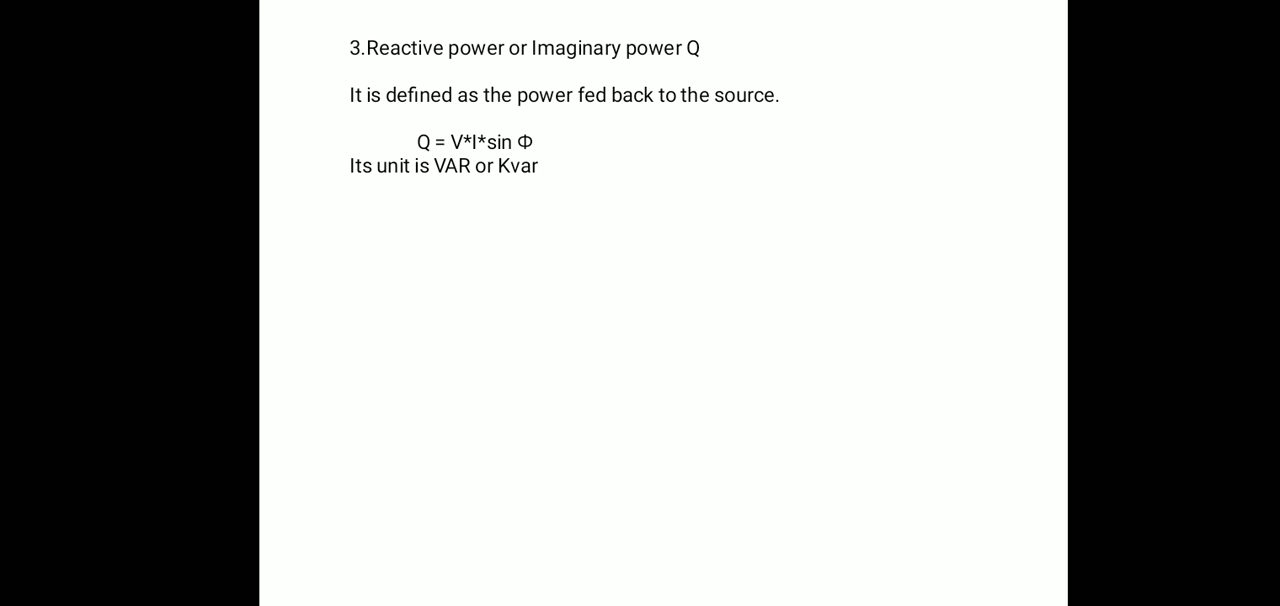 3.Reactive power or Imaginary power Q
It is defined as the power fed back to the source.
Q = V*I*sin Φ
Its unit is VAR or Kvar